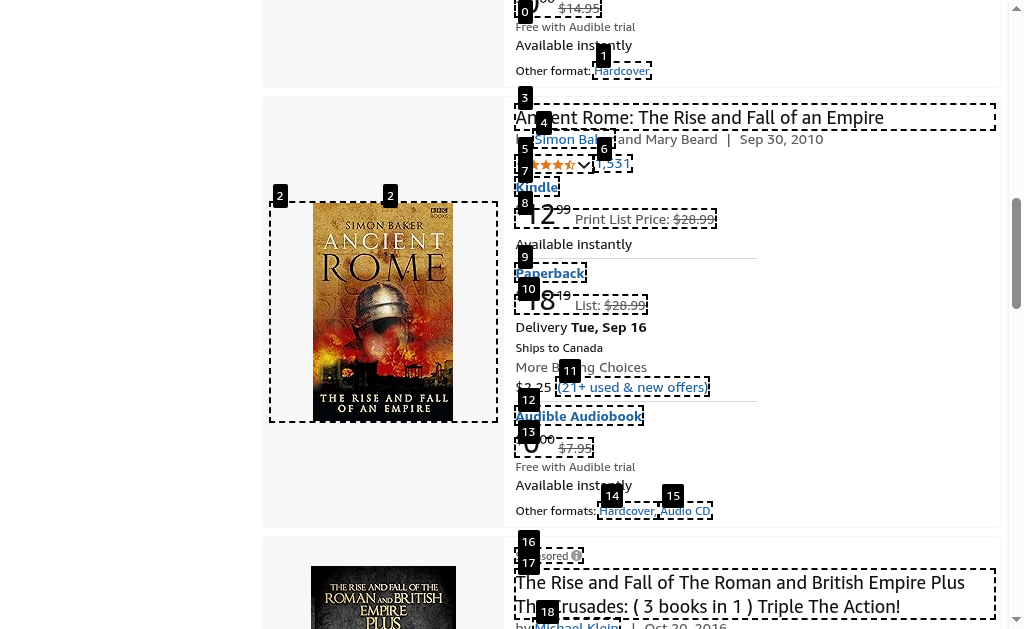 $14.95
Free with Audible trial
Available instantly
Other format: Hardcover
Ancient Rome: The Rise and Fall of an Empire
Simon Baker and Mary Beard | Sep 30, 2010
1,531
Kindle
12 99 Print List Price: $28.99
Available instantly
Paperback
18 19 List: $28.99
Delivery Tue, Sep 16
Ships to Canada
More Buying Choices
$2.25 (21+ used & new offers)
Audible Audiobook
0 00 $7.95
Free with Audible trial
Available instantly
Other formats: Hardcover, Audio CD
Sponsored
The Rise and Fall of The Roman and British Empire Plus
The Crusades: ( 3 books in 1 ) Triple The Action!
by Michael Klein | Oct 20, 2016
0
1
2
2
3
4
5
6
7
8
9
10
11
12
13
14
15
16
17
18
BBC
BOOKS
SIMON BAKER
ANCIENT
ROME
THE RISE AND FALL
OF AN EMPIRE
THE RISE AND FALL OF THE
ROMAN AND BRITISH
EMPIRE
PLUS